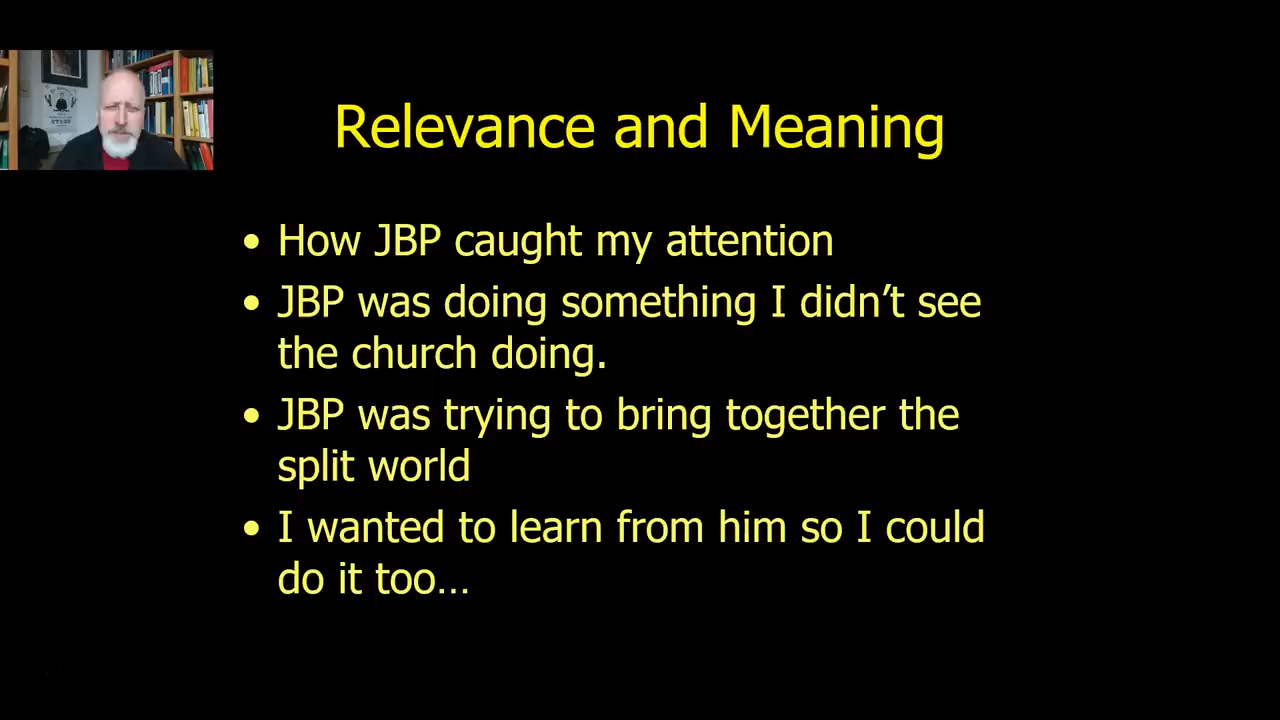 Relevance and Meaning
• How JBP caught my attention
• JBP was doing something I didn’t see
the church doing.
• JBP was trying to bring together the
split world
• I wanted to learn from him so I could
do it too…